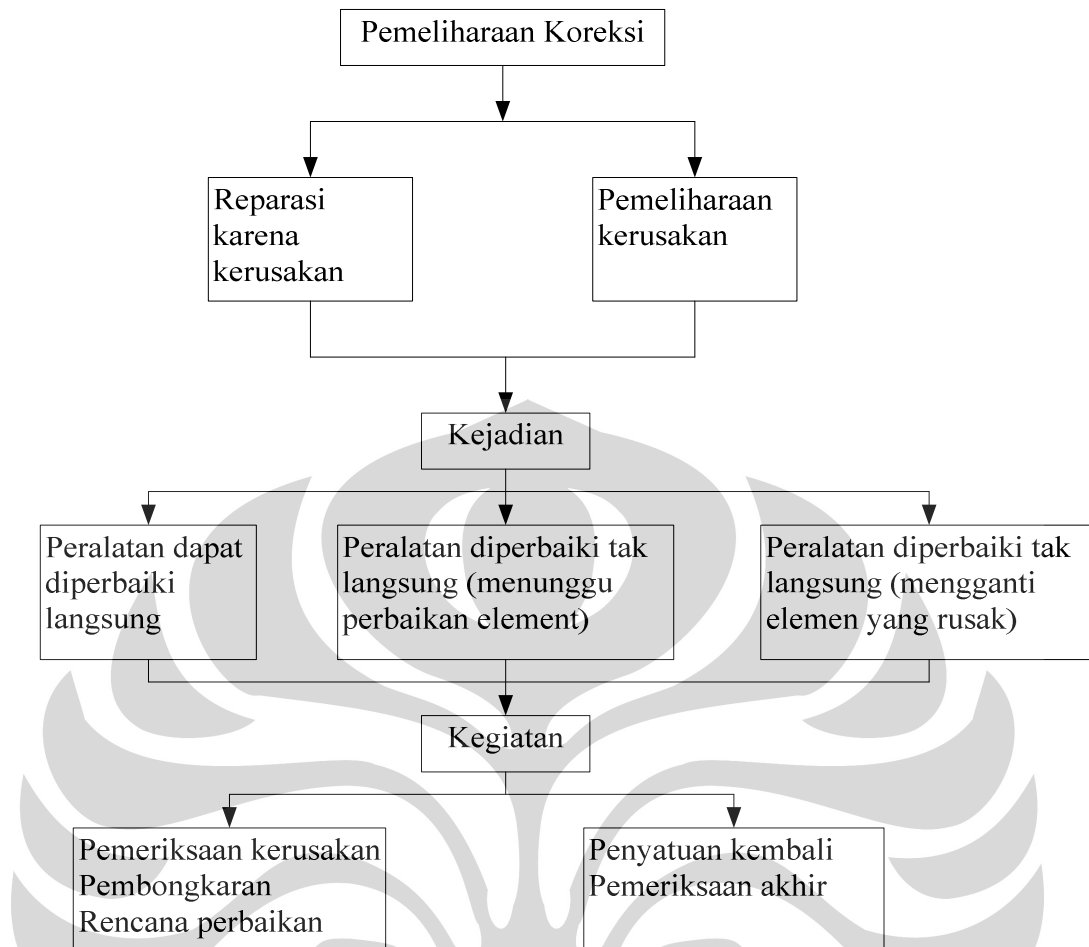 Pemeliharaan Koreksi
Reparasi
karena
kerusakan
Pemeliharaan
kerusakan
Kejadian
Peralatan dapat
diperbaiki
langsung
Peralatan diperbaiki tak
langsung (menunggu
perbaikan element)
Peralatan diperbaiki tak
langsung (mengganti
elemen yang rusak)
Kegiatan
Pemeriksaan kerusakan
Pembongkaran
Rencana perbaikan
Penyatuan kembali
Pemeriksaan akhir